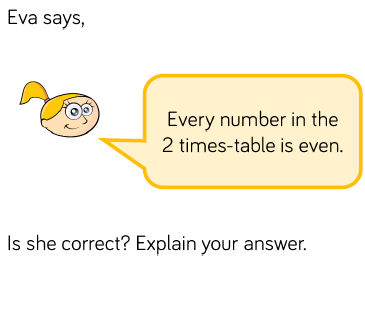 Eva says,
Every number in the
2 times-table is even.
Is she correct? Explain your answer.